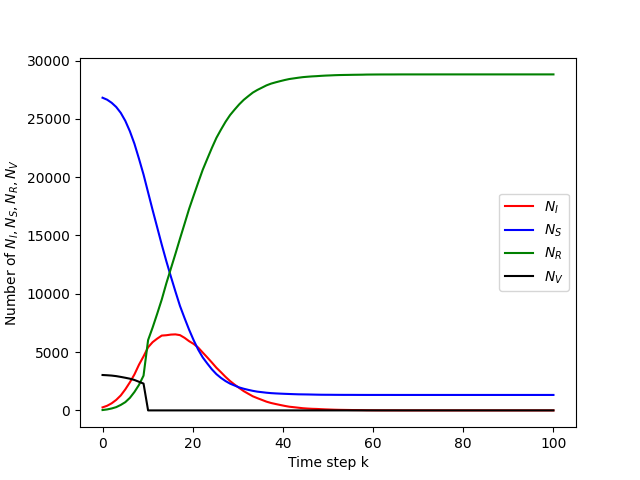 30000
25000
20000
15000
10000
5000
0
0 20 40 60 80 100
Number of N_I, N_S, N_R, N_V
Time step k
N_I
N_S
N_R
N_V